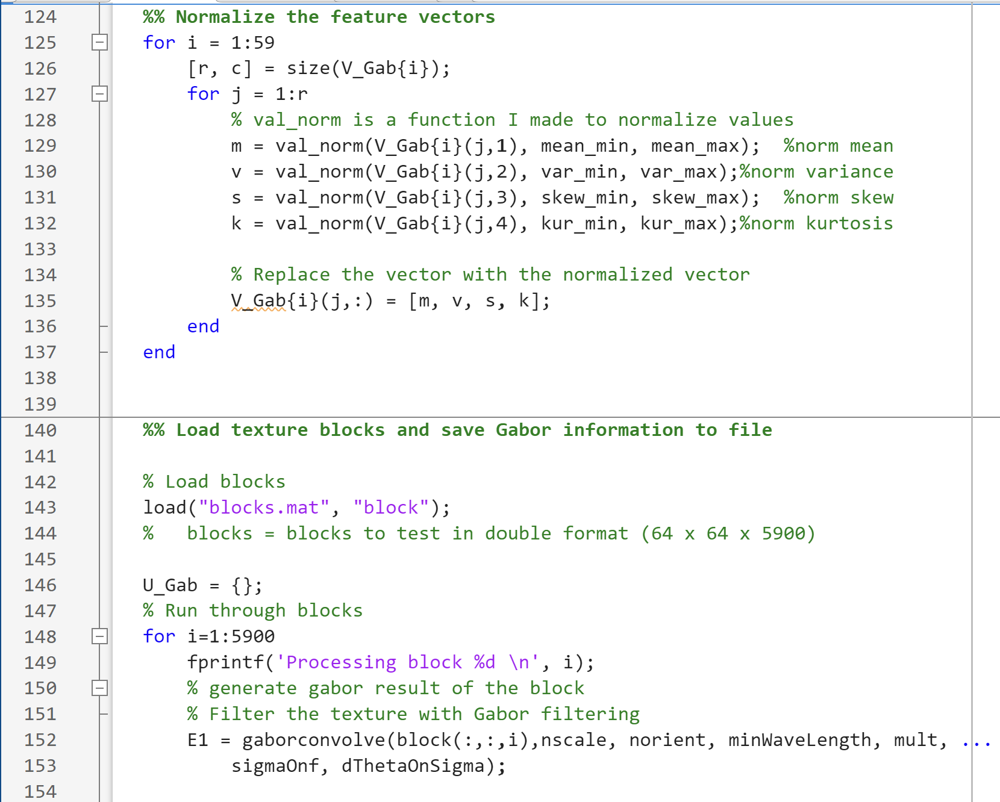 124 %% Normalize the feature vectors
125 for i = 1:59
126 [r, c] = size(V_Gab{i});
127 for j = 1:r
128 % val_norm is a function I made to normalize values
129 m = val_norm(V_Gab{i}(j,1), mean_min, mean_max); %norm mean
130 v = val_norm(V_Gab{i}(j,2), var_min, var_max);%norm variance
131 s = val_norm(V_Gab{i}(j,3), skew_min, skew_max); %norm skew
132 k = val_norm(V_Gab{i}(j,4), kur_min, kur_max);%norm kurtosis
133
134 % Replace the vector with the normalized vector
135 V_Gab{i}(j,:) = [m, v, s, k];
136 end
137 end
138
139
140 %% Load texture blocks and save Gabor information to file
141
142 % Load blocks
143 load("blocks.mat", "block");
144 % blocks = blocks to test in double format (64 x 64 x 5900)
145
146 U_Gab = {};
147 % Run through blocks
148 for i=1:5900
149 fprintf('Processing block %d \n', i);
150 % generate gabor result of the block
151 % Filter the texture with Gabor filtering
152 E1 = gaborconvolve(block(:,:,i),nscale, norient, minWaveLength, mult, ...
153 sigmaOnf, dThetaOnSigma);
154